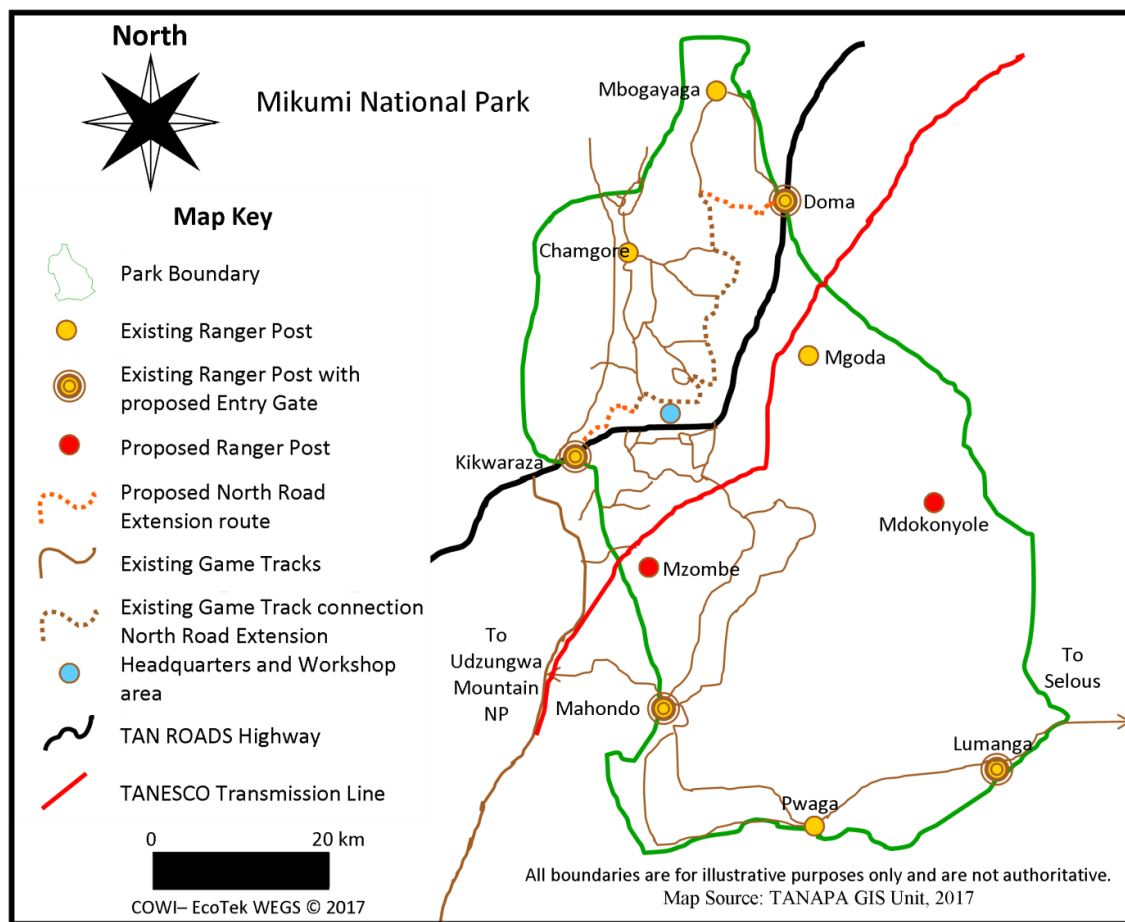 North
Mikumi National Park
Map Key
Park Boundary
Existing Ranger Post
Existing Ranger Post with
proposed Entry Gate
Proposed Ranger Post
Proposed North Road
Extension route
Existing Game Tracks
Existing Game Track connection
North Road Extension
Headquarters and Workshop
area
TAN ROADS Highway
TANESCO Transmission Line
0 20 km
COWI– EcoTek WEGS © 2017
Mbogayaga
Doma
Chamgore
Mgoda
Kikwaraza
Mdokonyole
Mzombe
To
Udzungwa
Mountain
NP
To
Selous
Mahondo
Lumanga
Pwaga
All boundaries are for illustrative purposes only and are not authoritative.
Map Source: TANAPA GIS Unit, 2017